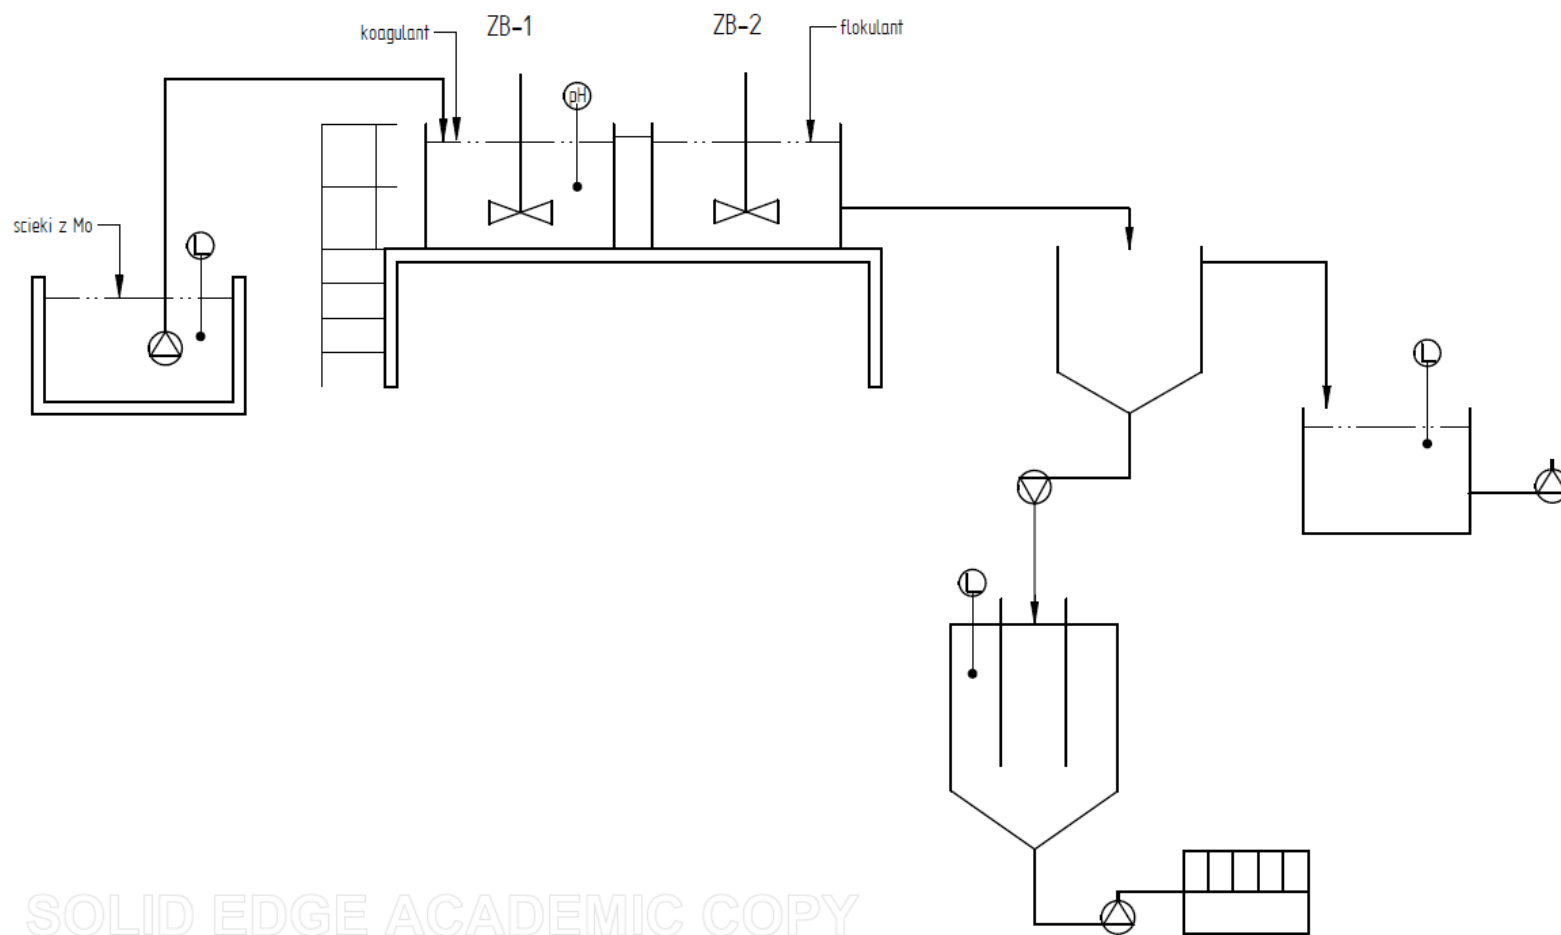 koagulant
ZB-1
ZB-2
flokulant
pH
scieki z Mo
L
L
L
SOLID EDGE ACADEMIC COPY